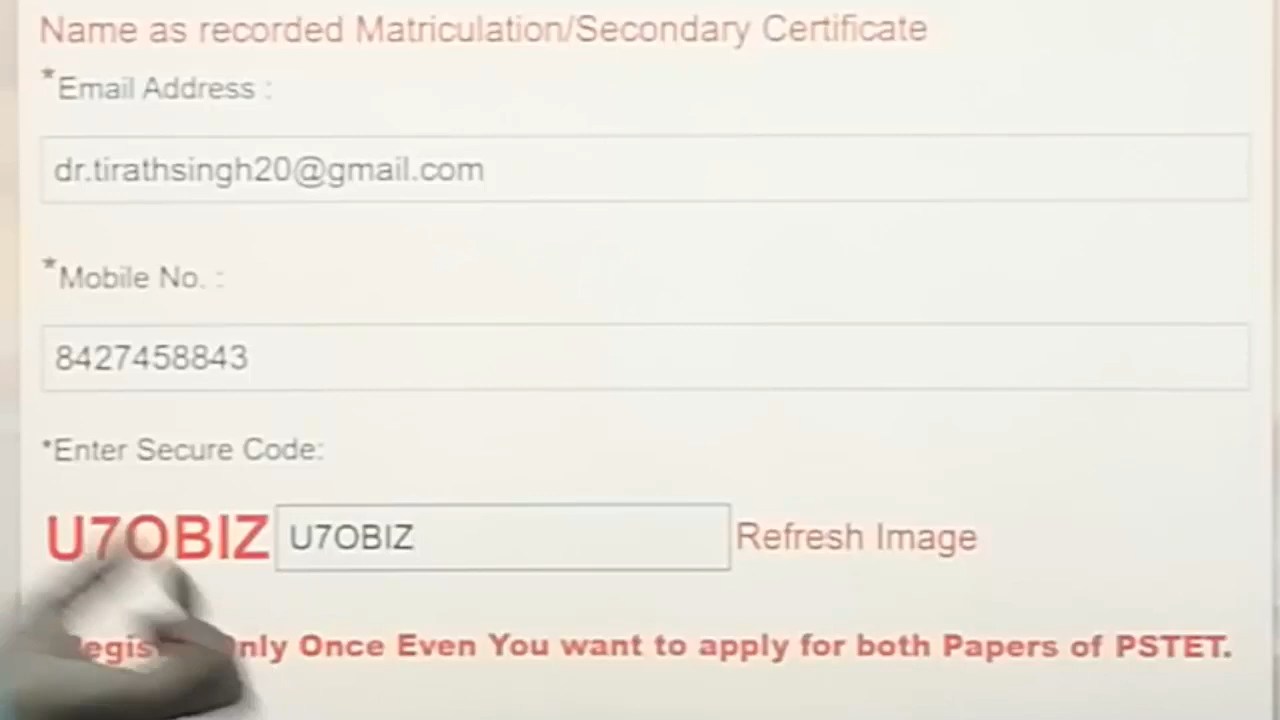 Name as recorded Matriculation/Secondary Certificate
*Email Address :
dr.tirathsingh20@gmail.com
*Mobile No. :
8427458843
*Enter Secure Code:
U7OBIZ U7OBIZ Refresh Image
Only Once Even You want to apply for both Papers of PSTET.